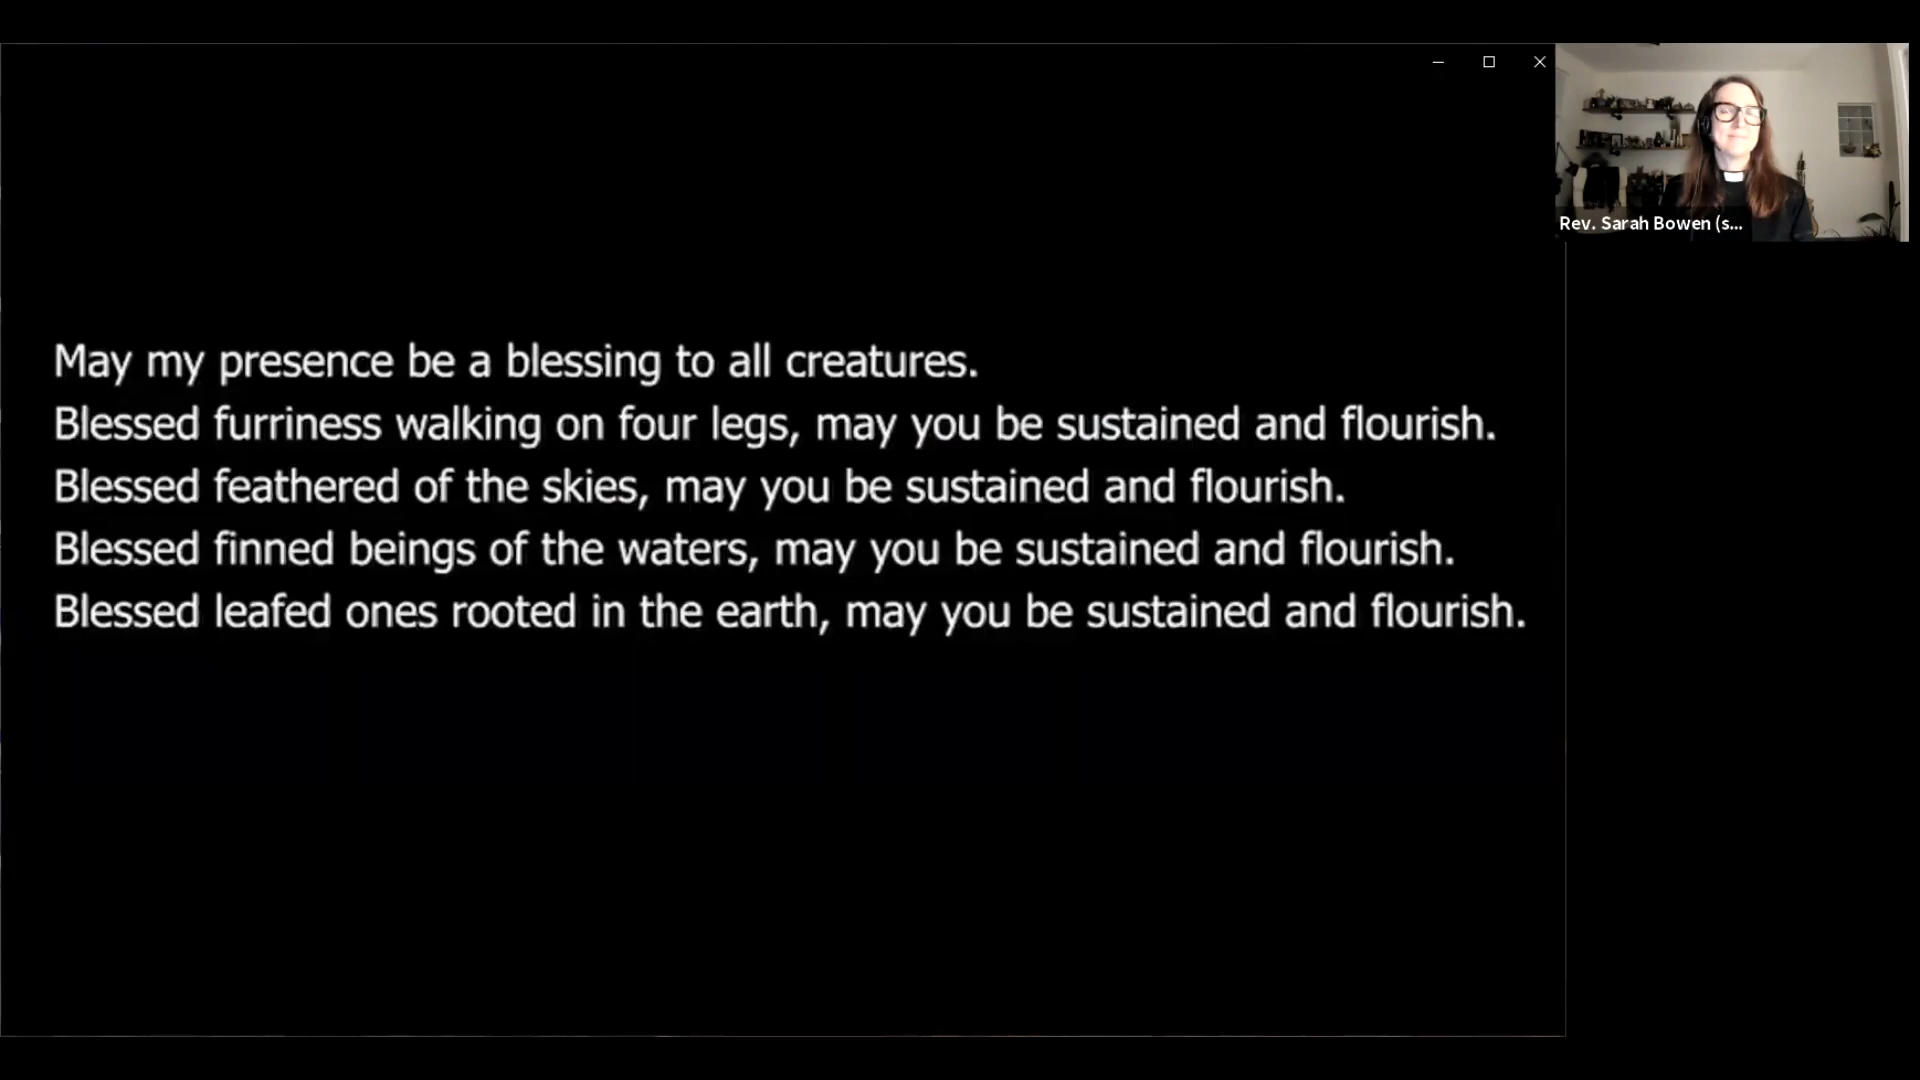 May my presence be a blessing to all creatures.
Blessed furriness walking on four legs, may you be sustained and flourish.
Blessed feathered of the skies, may you be sustained and flourish.
Blessed finned beings of the waters, may you be sustained and flourish.
Blessed leafed ones rooted in the earth, may you be sustained and flourish.
Rev. Sarah Bowen (s...